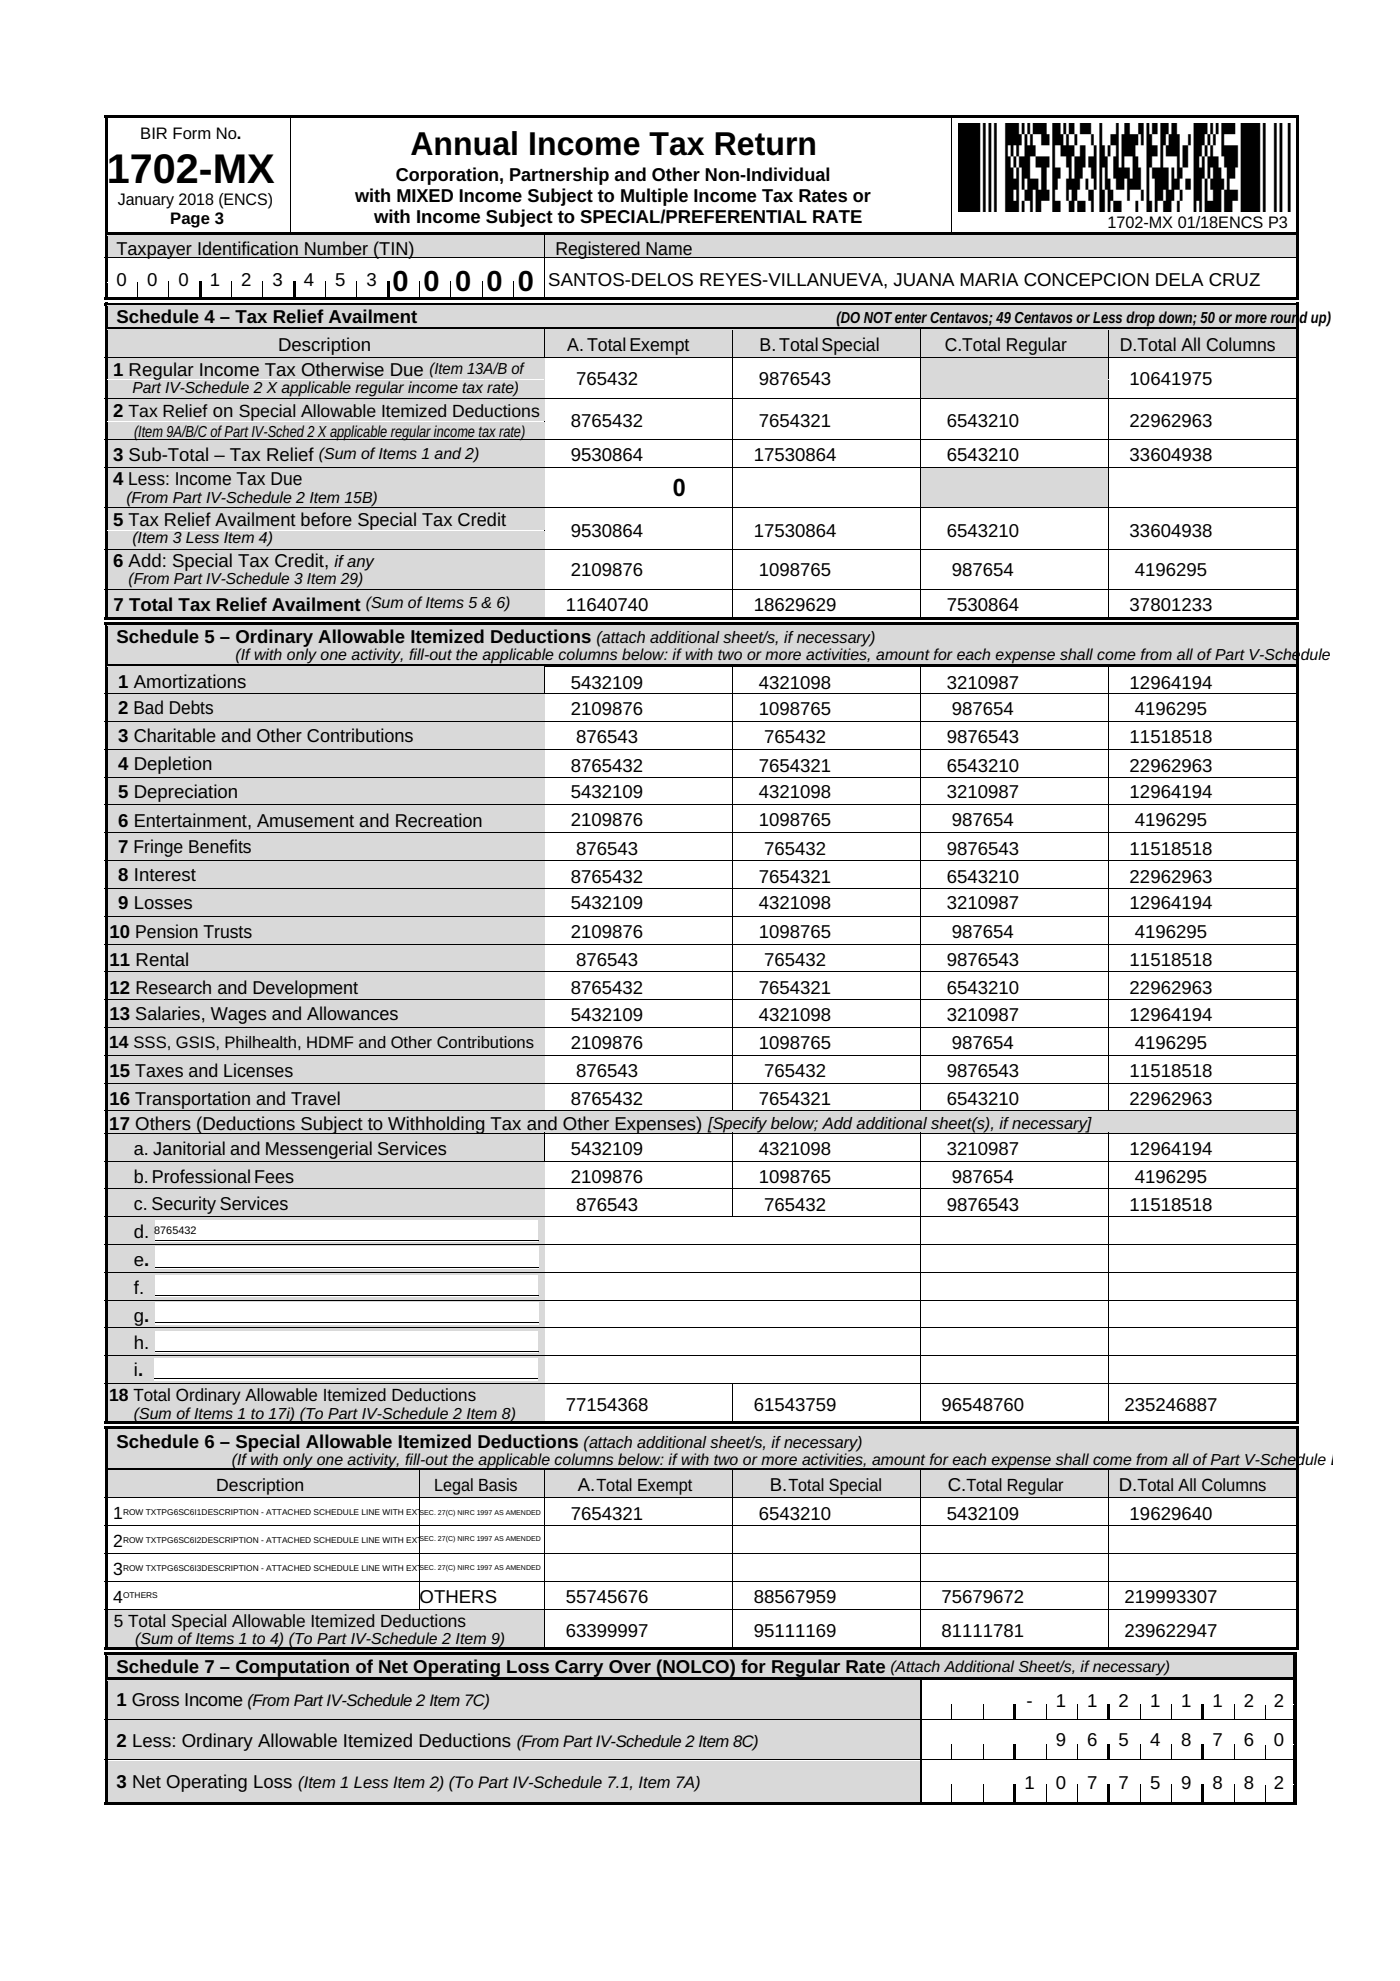 BIR Form No.
1702-MX
January 2018 (ENCS)
Page 3
Annual Income Tax Return
Corporation, Partnership and Other Non-Individual
with MIXED Income Subject to Multiple Income Tax Rates or
with Income Subject to SPECIAL/PREFERENTIAL RATE
1702-MX 01/18ENCS P3
Taxpayer Identification Number (TIN) Registered Name
0 0 0 1 2 3 4 5 3 0 0 0 0 0 SANTOS-DELOS REYES-VILLANUEVA, JUANA MARIA CONCEPCION DELA CRUZ
Schedule 4 – Tax Relief Availment (DO NOT enter Centavos; 49 Centavos or Less drop down; 50 or more round up)
Description A. Total Exempt B. Total Special C.Total Regular D.Total All Columns
1 Regular Income Tax Otherwise Due (Item 13A/B of
Part IV-Schedule 2 X applicable regular income tax rate) 765432 9876543 10641975
2 Tax Relief on Special Allowable Itemized Deductions
(Item 9A/B/C of Part IV-Sched 2 X applicable regular income tax rate) 8765432 7654321 6543210 22962963
3 Sub-Total – Tax Relief (Sum of Items 1 and 2) 9530864 17530864 6543210 33604938
4 Less: Income Tax Due
(From Part IV-Schedule 2 Item 15B) 0
5 Tax Relief Availment before Special Tax Credit
(Item 3 Less Item 4) 9530864 17530864 6543210 33604938
6 Add: Special Tax Credit, if any
(From Part IV-Schedule 3 Item 29) 2109876 1098765 987654 4196295
7 Total Tax Relief Availment (Sum of Items 5 & 6) 11640740 18629629 7530864 37801233
Schedule 5 – Ordinary Allowable Itemized Deductions (attach additional sheet/s, if necessary)
(If with only one activity, fill-out the applicable columns below: if with two or more activities, amount for each expense shall come from all of Part V-Schedule
1 Amortizations 5432109 4321098 3210987 12964194
2 Bad Debts 2109876 1098765 987654 4196295
3 Charitable and Other Contributions 876543 765432 9876543 11518518
4 Depletion 8765432 7654321 6543210 22962963
5 Depreciation 5432109 4321098 3210987 12964194
6 Entertainment, Amusement and Recreation 2109876 1098765 987654 4196295
7 Fringe Benefits 876543 765432 9876543 11518518
8 Interest 8765432 7654321 6543210 22962963
9 Losses 5432109 4321098 3210987 12964194
10 Pension Trusts 2109876 1098765 987654 4196295
11 Rental 876543 765432 9876543 11518518
12 Research and Development 8765432 7654321 6543210 22962963
13 Salaries, Wages and Allowances 5432109 4321098 3210987 12964194
14 SSS, GSIS, Philhealth, HDMF and Other Contributions 2109876 1098765 987654 4196295
15 Taxes and Licenses 876543 765432 9876543 11518518
16 Transportation and Travel 8765432 7654321 6543210 22962963
17 Others (Deductions Subject to Withholding Tax and Other Expenses) [Specify below; Add additional sheet(s), if necessary]
a. Janitorial and Messengerial Services 5432109 4321098 3210987 12964194
b. Professional Fees 2109876 1098765 987654 4196295
c. Security Services 876543 765432 9876543 11518518
d. 8765432
e.
f.
g.
h.
i.
18 Total Ordinary Allowable Itemized Deductions
(Sum of Items 1 to 17i) (To Part IV-Schedule 2 Item 8) 77154368 61543759 96548760 235246887
Schedule 6 – Special Allowable Itemized Deductions (attach additional sheet/s, if necessary)
(If with only one activity, fill-out the applicable columns below: if with two or more activities, amount for each expense shall come from all of Part V-Schedule
Description Legal Basis A.Total Exempt B.Total Special C.Total Regular D.Total All Columns
1 ROW TXTPG6SC6I1DESCRIPTION - ATTACHED SCHEDULE LINE WITH EXT SEC. 27(C) NIRC 1997 AS AMENDED 7654321 6543210 5432109 19629640
2 ROW TXTPG6SC6I2DESCRIPTION - ATTACHED SCHEDULE LINE WITH EXT SEC. 27(C) NIRC 1997 AS AMENDED
3 ROW TXTPG6SC6I3DESCRIPTION - ATTACHED SCHEDULE LINE WITH EXT SEC. 27(C) NIRC 1997 AS AMENDED
4 OTHERS OTHERS 55745676 88567959 75679672 219993307
5 Total Special Allowable Itemized Deductions
(Sum of Items 1 to 4) (To Part IV-Schedule 2 Item 9) 63399997 95111169 81111781 239622947
Schedule 7 – Computation of Net Operating Loss Carry Over (NOLCO) for Regular Rate (Attach Additional Sheet/s, if necessary)
1 Gross Income (From Part IV-Schedule 2 Item 7C) - 1 1 2 1 1 1 2 2
2 Less: Ordinary Allowable Itemized Deductions (From Part IV-Schedule 2 Item 8C) 9 6 5 4 8 7 6 0
3 Net Operating Loss (Item 1 Less Item 2) (To Part IV-Schedule 7.1, Item 7A) 1 0 7 7 5 9 8 8 2